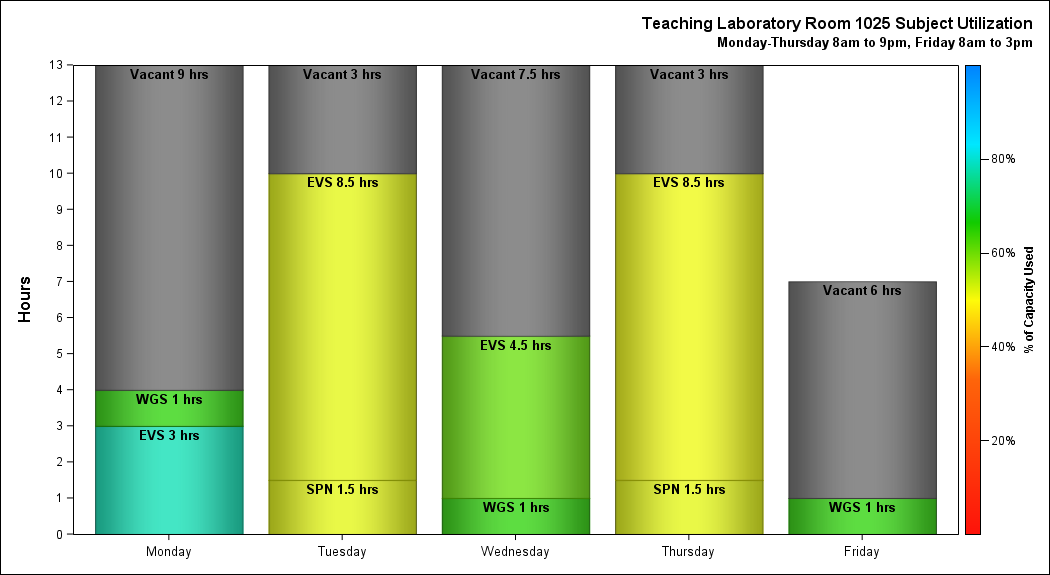 Teaching Laboratory Room 1025 Subject Utilization
Monday-Thursday 8am to 9pm, Friday 8am to 3pm
Hours
13
12
11
10
9
8
7
6
5
4
3
2
1
0
Vacant 9 hrs
WGS 1 hrs
EVS 3 hrs
Vacant 3 hrs
EVS 8.5 hrs
SPN 1.5 hrs
Vacant 7.5 hrs
EVS 4.5 hrs
WGS 1 hrs
Vacant 3 hrs
EVS 8.5 hrs
SPN 1.5 hrs
Vacant 6 hrs
WGS 1 hrs
Monday
Tuesday
Wednesday
Thursday
Friday
80%
60%
40%
20%
% of Capacity Used